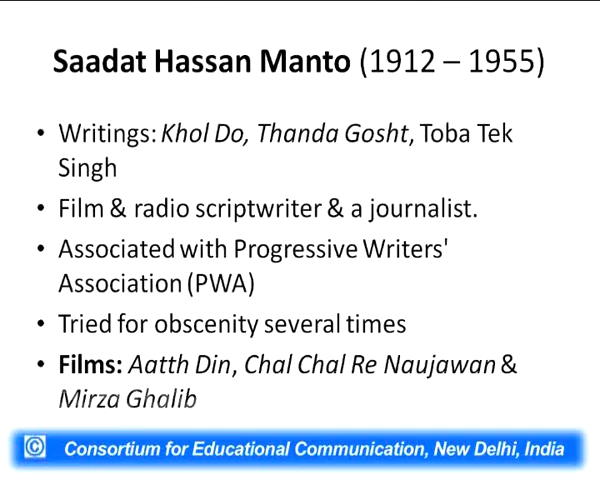 Saadat Hassan Manto (1912 – 1955)
• Writings: Khol Do, Thanda Gosht, Toba Tek
Singh
• Film & radio scriptwriter & a journalist.
• Associated with Progressive Writers'
Association (PWA)
• Tried for obscenity several times
• Films: Aatth Din, Chal Chal Re Naujawan &
Mirza Ghalib
© Consortium for Educational Communication, New Delhi, India